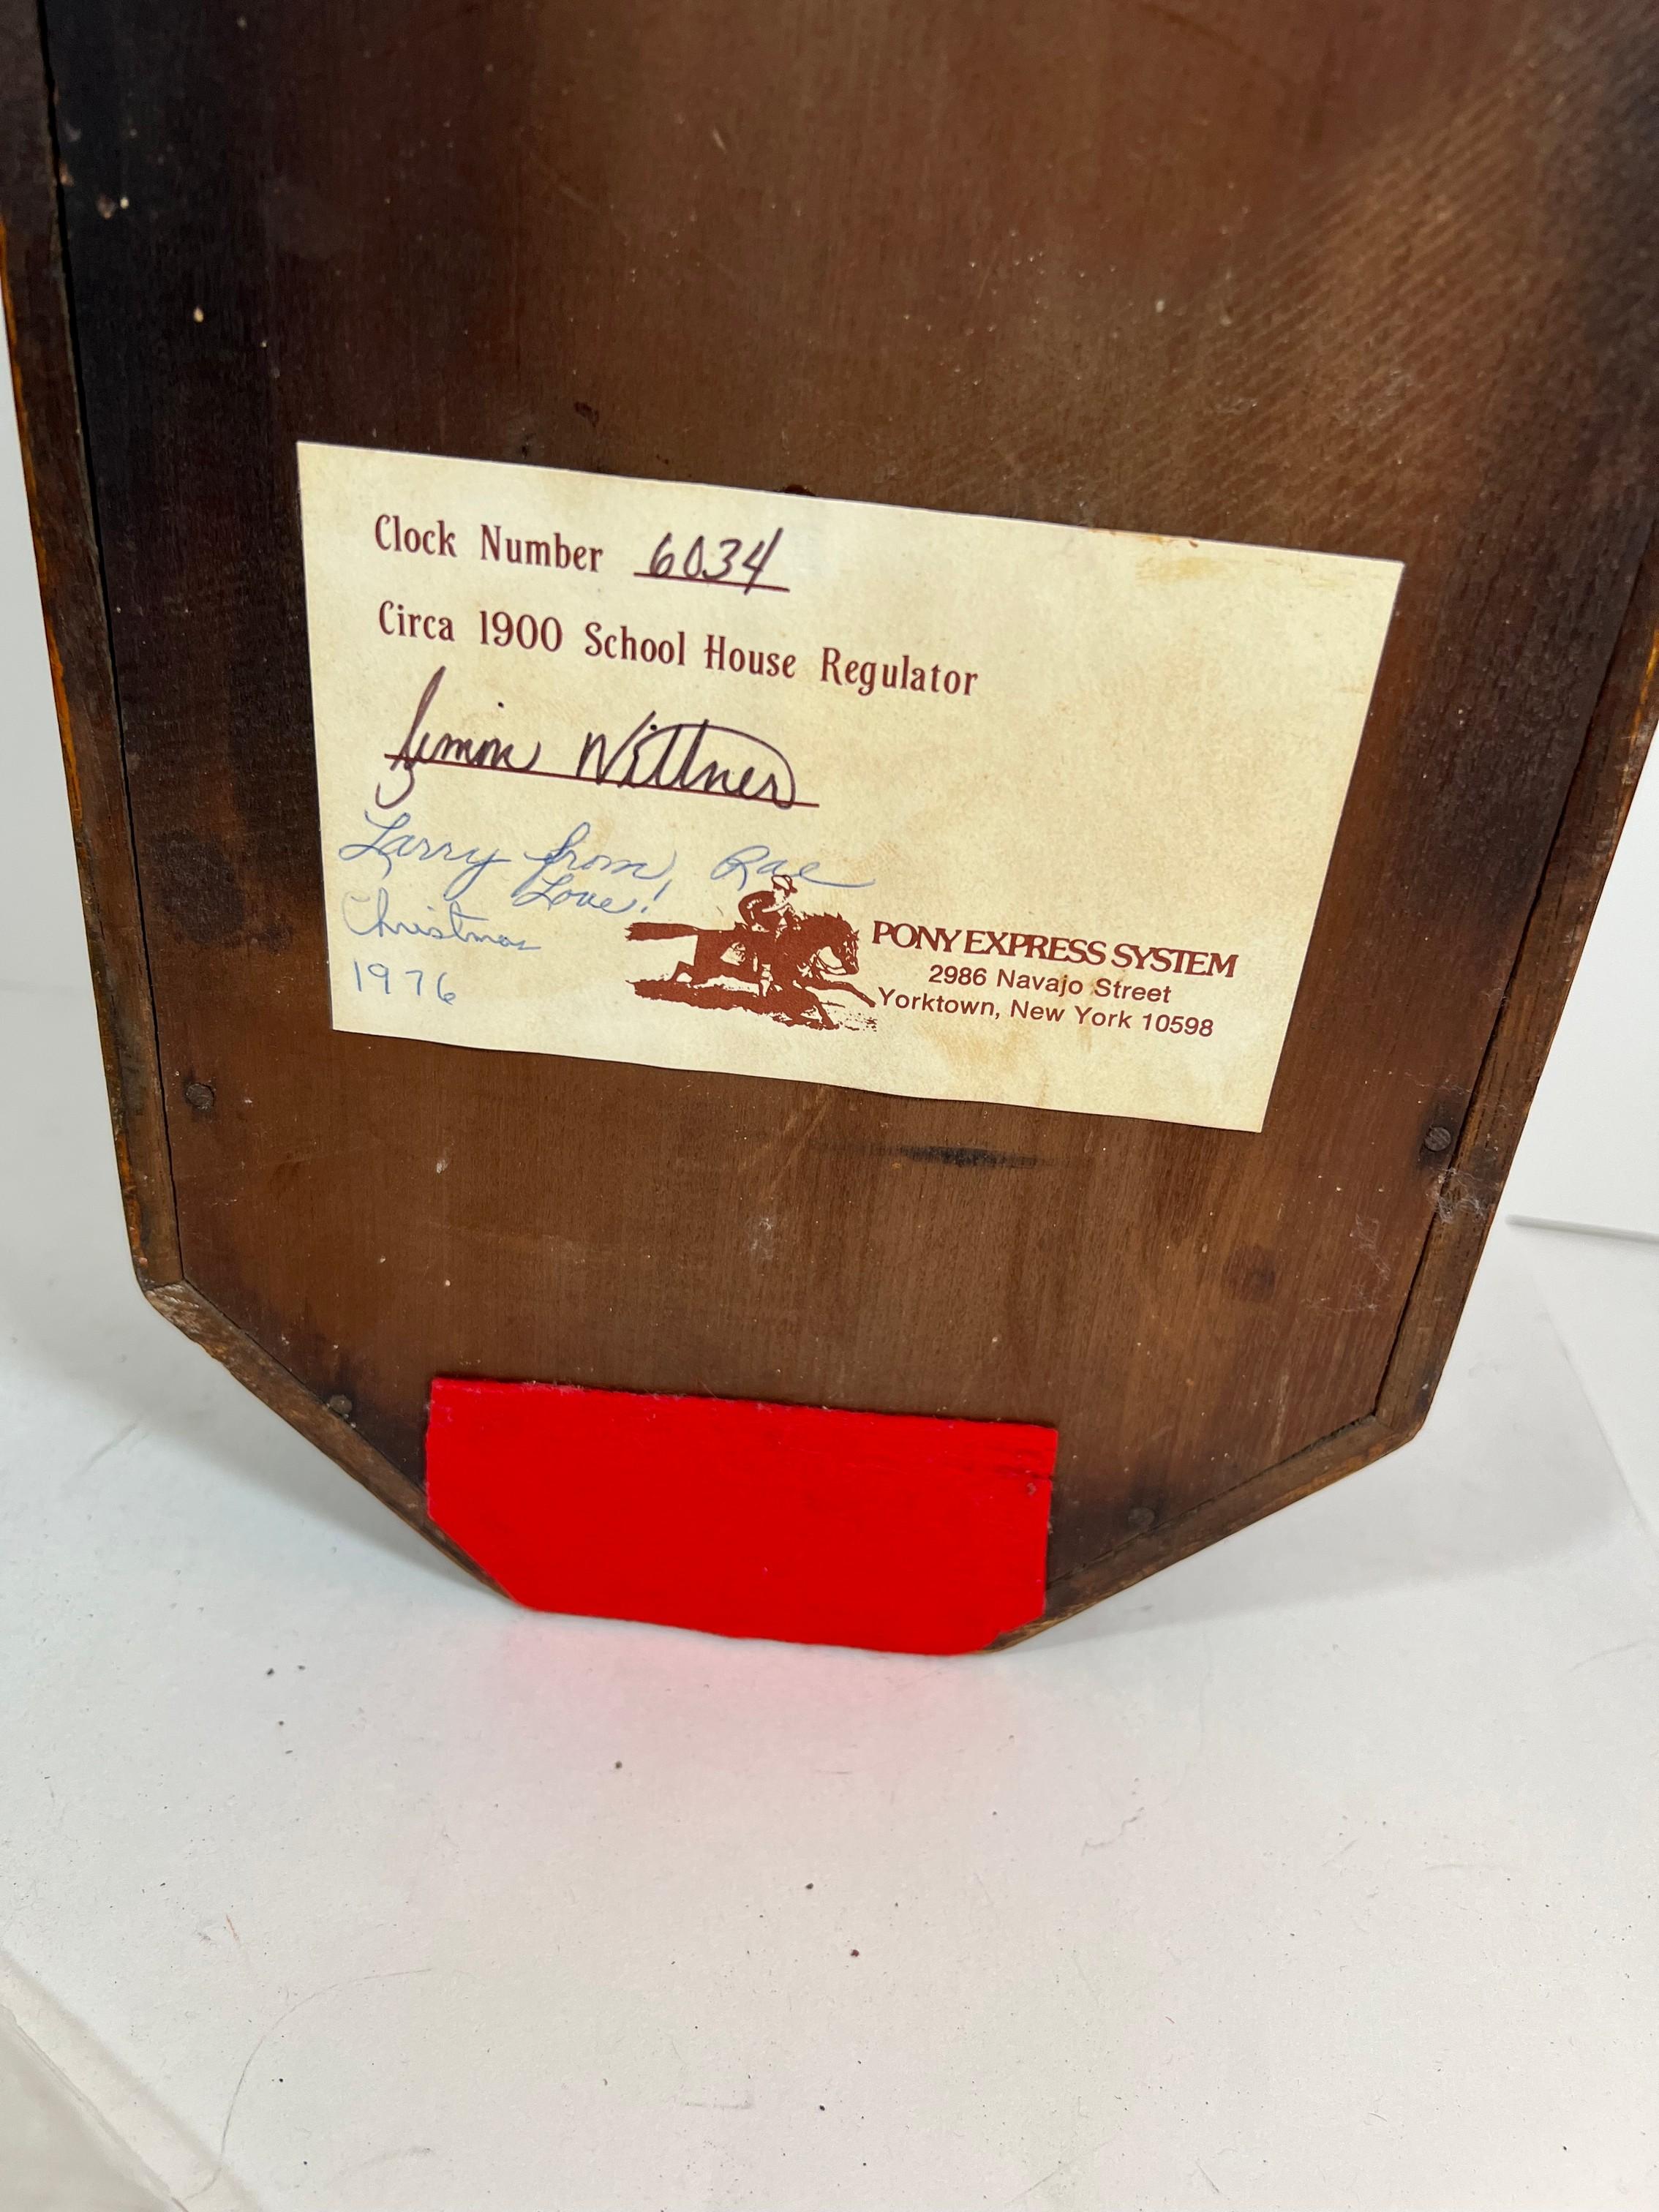 Clock Number 6034
Circa 1900 School House Regulator
Wittner
Larry from Rae
Love!
Christmas
1976
PONY EXPRESS SYSTEM
2986 Navajo Street
Yorktown, New York 10598